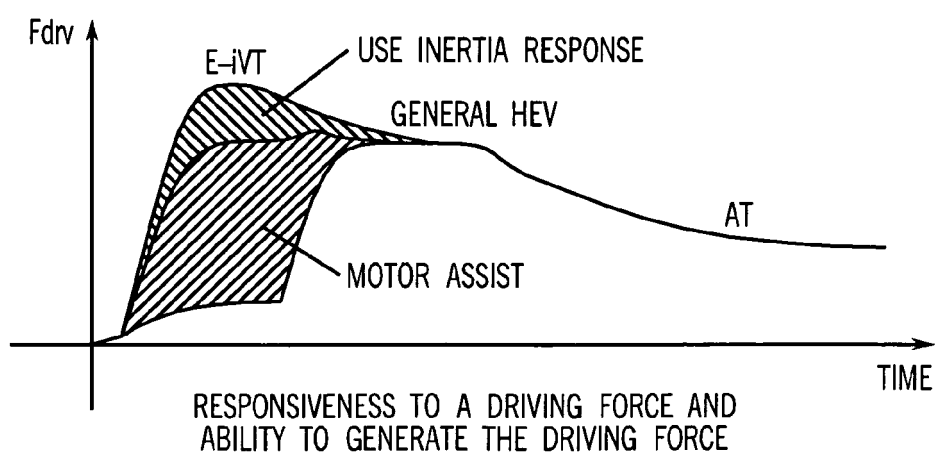 Fdrv
E-iVT
USE INERTIA RESPONSE
GENERAL HEV
AT
MOTOR ASSIST
TIME
RESPONSIVENESS TO A DRIVING FORCE AND
ABILITY TO GENERATE THE DRIVING FORCE